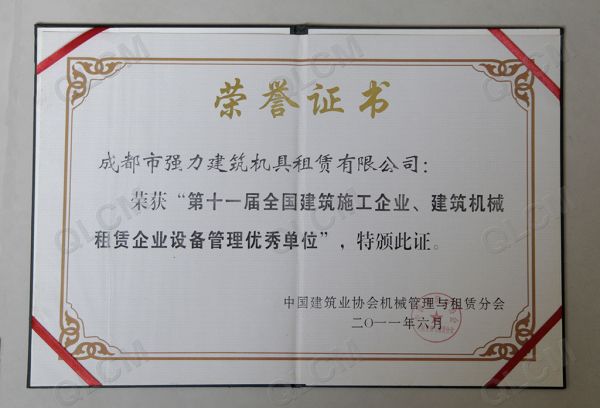 荣誉证书
成都市强力建筑机具租赁有限公司：
荣获“第十一届全国建筑施工企业、建筑机械
租赁企业设备管理优秀单位”，特颁此证。
中国建筑业协会机械管理与租赁分会
二〇一一年六月
QLCM